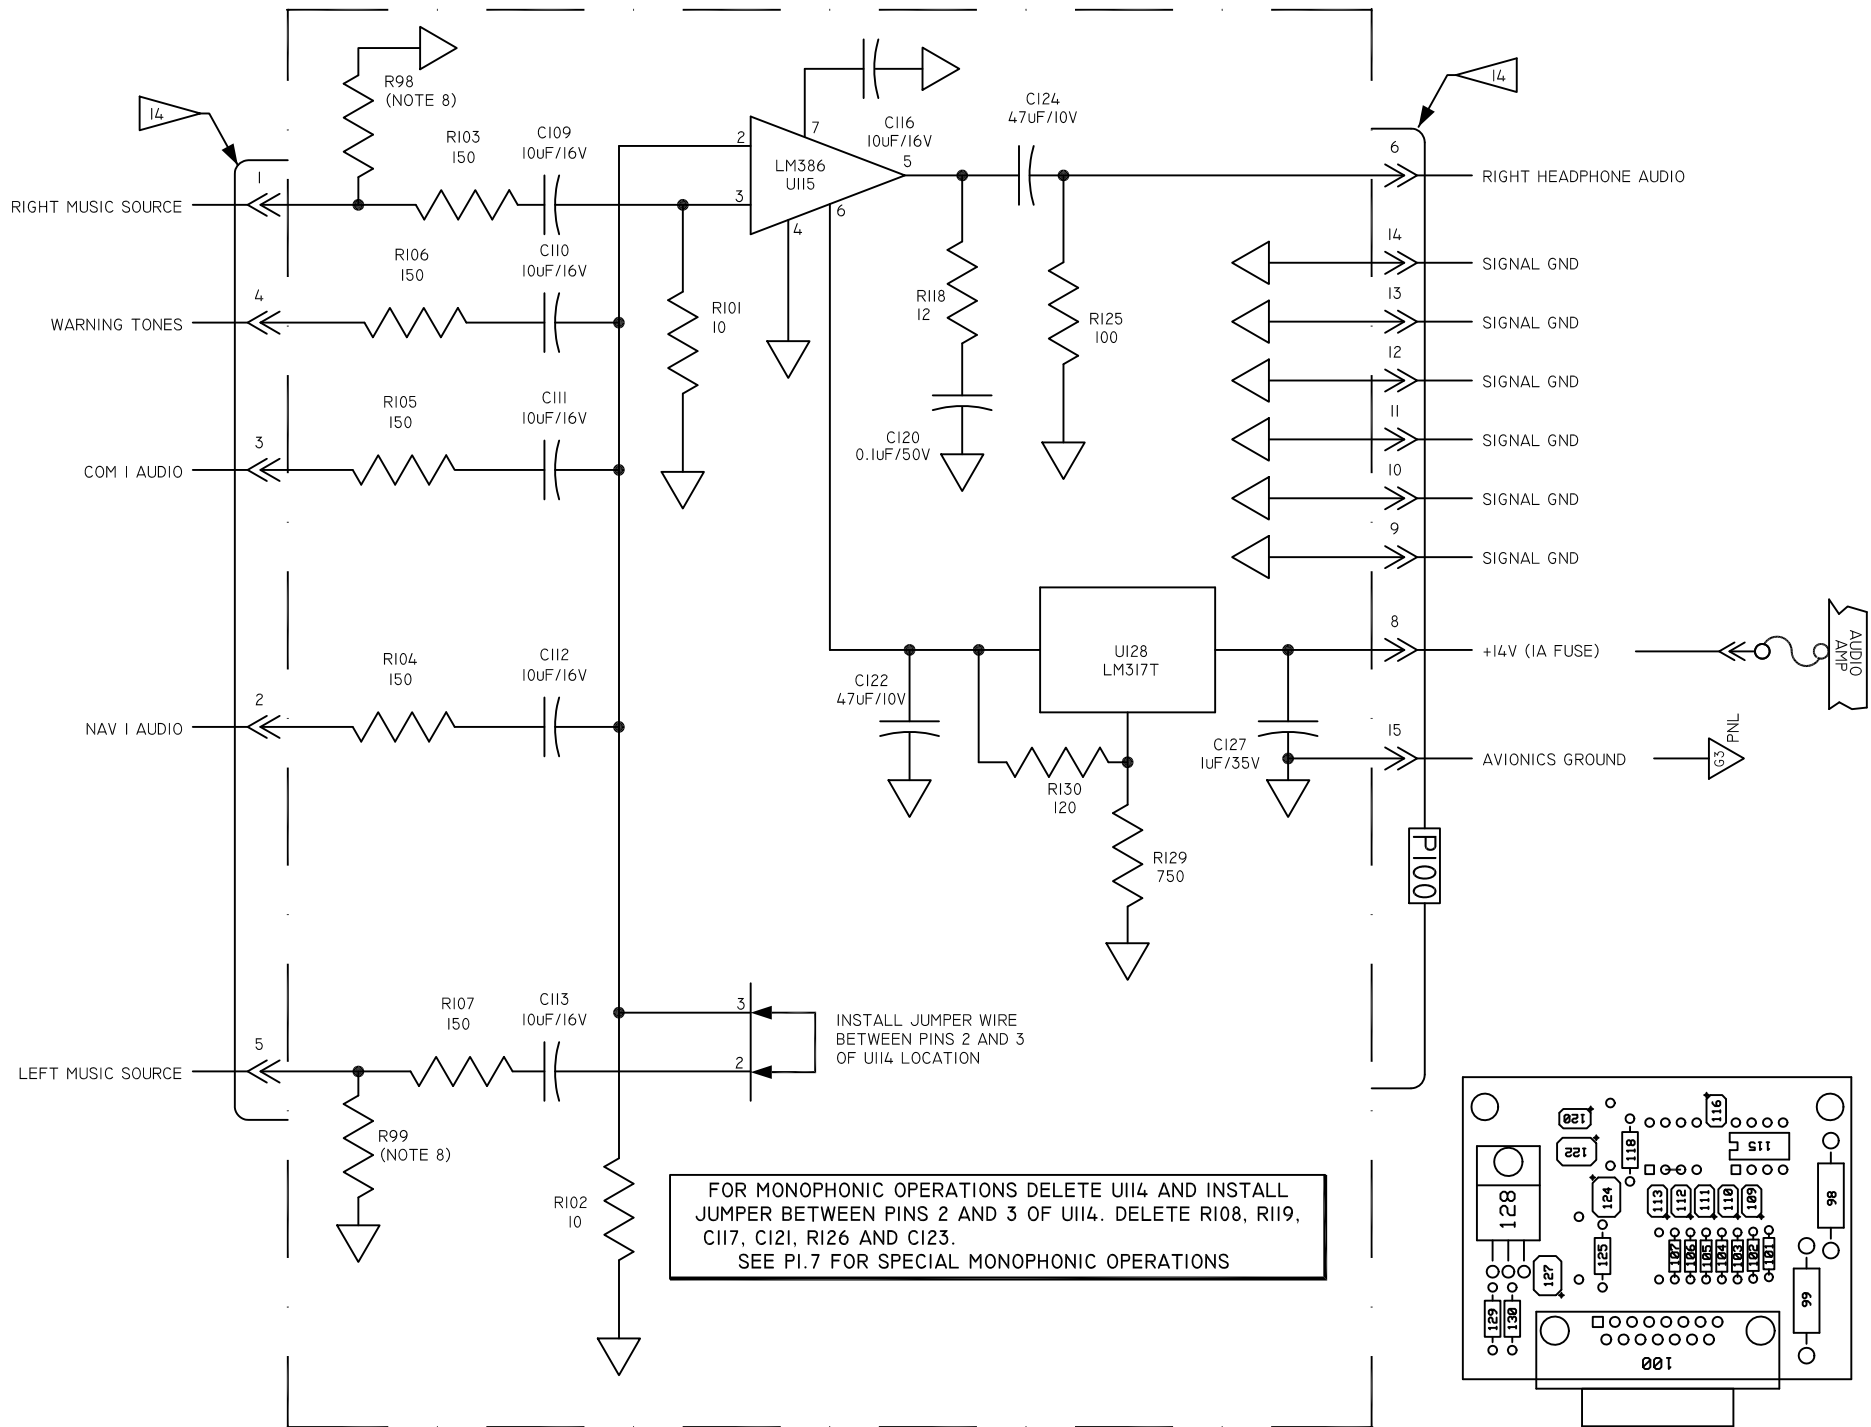 14
R98
(NOTE 8)
R103
150
C109
10uF/16V
1
RIGHT MUSIC SOURCE
R106
150
C110
10uF/16V
4
WARNING TONES
R105
150
C111
10uF/16V
3
COM 1 AUDIO
R104
150
C112
10uF/16V
2
NAV 1 AUDIO
R107
150
C113
10uF/16V
5
LEFT MUSIC SOURCE
R99
(NOTE 8)
R102
10
R101
10
2
3
LM386
U115
7
4
6
5
C116
10uF/16V
C124
47uF/10V
R118
12
C120
0.1uF/50V
R125
100
U128
LM317T
C122
47uF/10V
R130
120
R129
750
C127
1uF/35V
3
2
INSTALL JUMPER WIRE
BETWEEN PINS 2 AND 3
OF U114 LOCATION
FOR MONOPHONIC OPERATIONS DELETE U114 AND INSTALL
JUMPER BETWEEN PINS 2 AND 3 OF U114. DELETE R108, R119,
C117, C121, R126 AND C123.
SEE P1.7 FOR SPECIAL MONOPHONIC OPERATIONS
14
6
RIGHT HEADPHONE AUDIO
14
SIGNAL GND
13
SIGNAL GND
12
SIGNAL GND
11
SIGNAL GND
10
SIGNAL GND
9
SIGNAL GND
8
+14V (1A FUSE)
AUDIO
AMP
15
AVIONICS GROUND
G3
PNL
P100
120
116
118
115
122
124
113
112
111
110
109
98
128
125
107
106
105
104
103
102
101
127
99
129
130
100